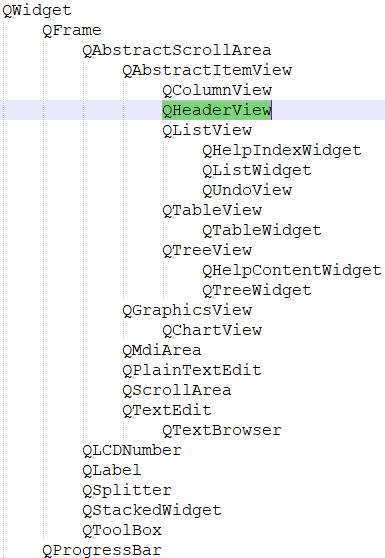 QWidget
QFrame
QAbstractScrollArea
QAbstractItemView
QColumnView
QHeaderView
QListView
QHelpIndexWidget
QListWidget
QUndoView
QTableView
QTableWidget
QTreeView
QHelpContentWidget
QTreeWidget
QGraphicsView
QChartView
QMdiArea
QPlainTextEdit
QScrollArea
QTextEdit
QTextBrowser
QLCDNumber
QLabel
QSplitter
QStackedWidget
QToolBox
QProgressBar